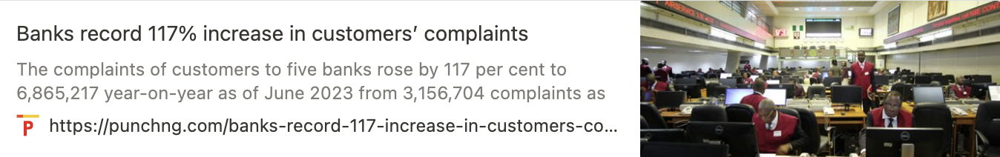 Banks record 117% increase in customers’ complaints
The complaints of customers to five banks rose by 117 per cent to
6,865,217 year-on-year as of June 2023 from 3,156,704 complaints as
P https://punchng.com/banks-record-117-increase-in-customers-co...